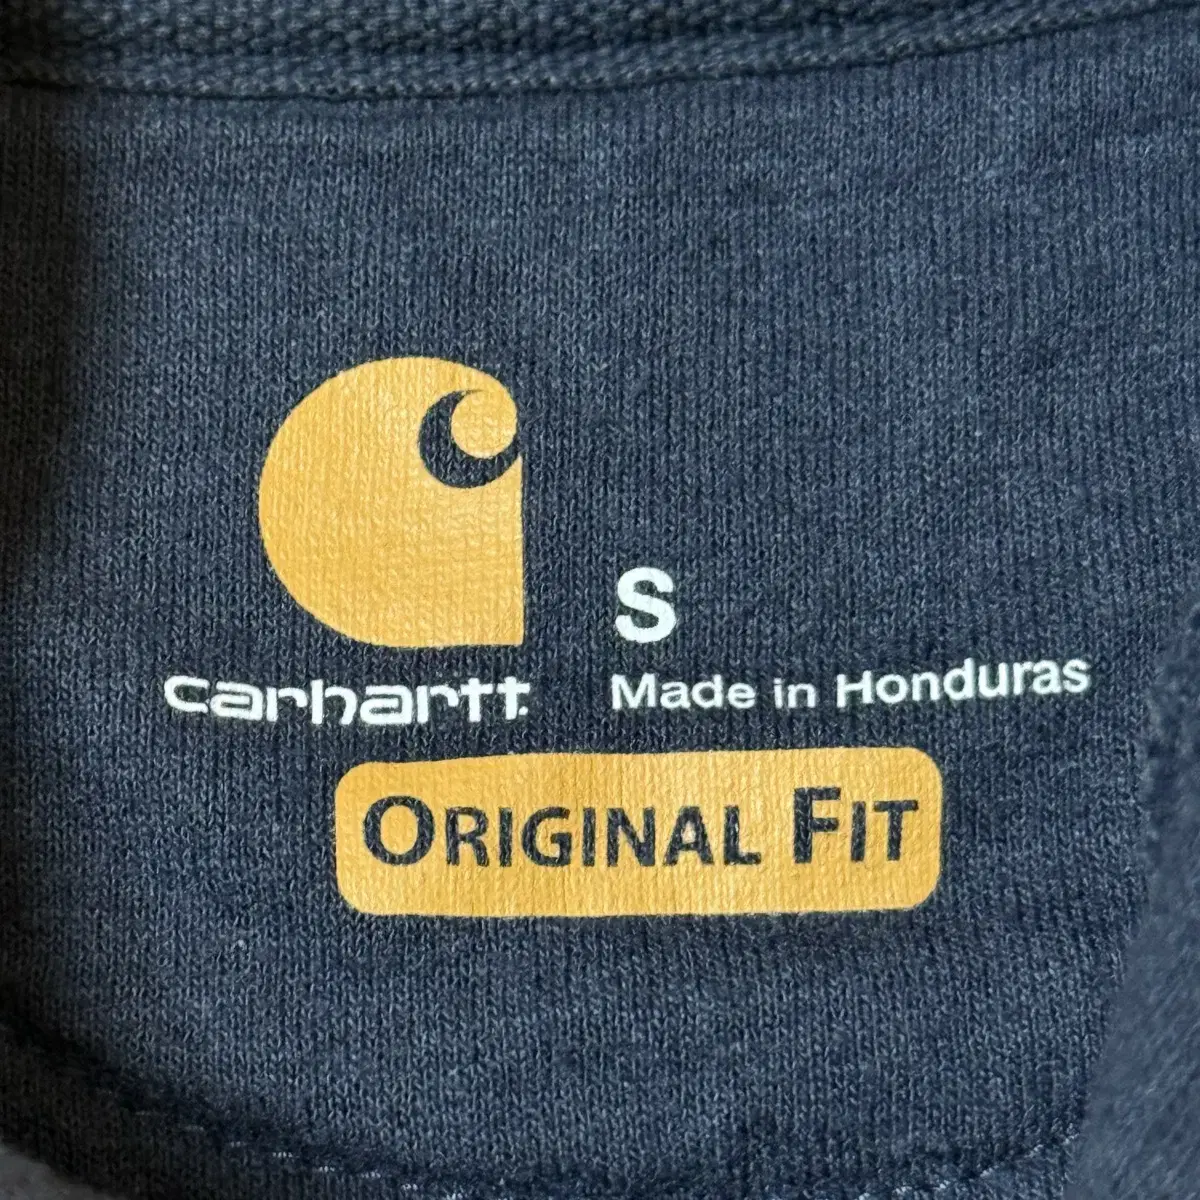 S
carhartt.
Made in Honduras
ORIGINAL FIT